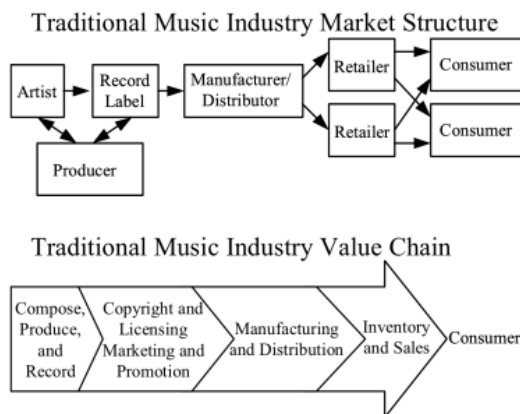 Traditional Music Industry Market Structure
Artist
Record
Label
Manufacturer/
Distributor
Retailer
Consumer
Retailer
Consumer
Producer
Traditional Music Industry Value Chain
Compose,
Produce,
and
Record
Copyright and
Licensing
Marketing and
Promotion
Manufacturing
and Distribution
Inventory
and Sales
Consumer